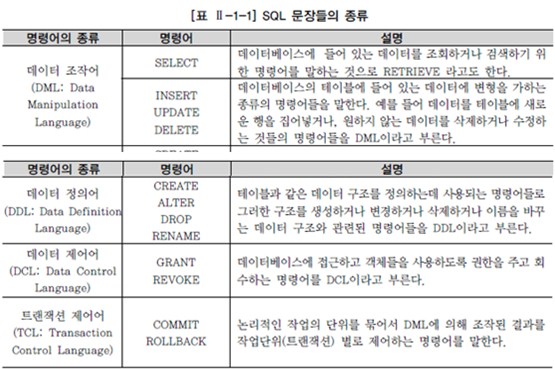 [표 Ⅱ-1-1] SQL 문장들의 종류
명령어의 종류 명령어 설명
데이터 조작어
(DML: Data
Manipulation
Language)
SELECT
데이터베이스에 들어 있는 데이터를 조회하거나 검색하기 위
한 명령어를 말하는 것으로 RETRIEVE 라고도 한다.
INSERT
UPDATE
DELETE
데이터베이스의 테이블에 들어 있는 데이터에 변형을 가하는
종류의 명령어들을 말한다. 예를 들어 데이터를 테이블에 새로
운 행을 집어넣거나, 원하지 않는 데이터를 삭제하거나 수정하
는 것들의 명령어들을 DML이라고 부른다.
명령어의 종류 명령어 설명
데이터 정의어
(DDL: Data Definition
Language)
CREATE
ALTER
DROP
RENAME
테이블과 같은 데이터 구조를 정의하는데 사용되는 명령어들로
그러한 구조를 생성하거나 변경하거나 삭제하거나 이름을 바꾸
는 데이터 구조와 관련된 명령어들을 DDL이라고 부른다.
데이터 제어어
(DCL: Data Control
Language)
GRANT
REVOKE
데이터베이스에 접근하고 객체들을 사용하도록 권한을 주고 회
수하는 명령어를 DCL이라고 부른다.
트랜잭션 제어어
(TCL: Transaction
Control Language)
COMMIT
ROLLBACK
논리적인 작업의 단위를 묶어서 DML에 의해 조작된 결과를
작업단위(트랜잭션) 별로 제어하는 명령어를 말한다.